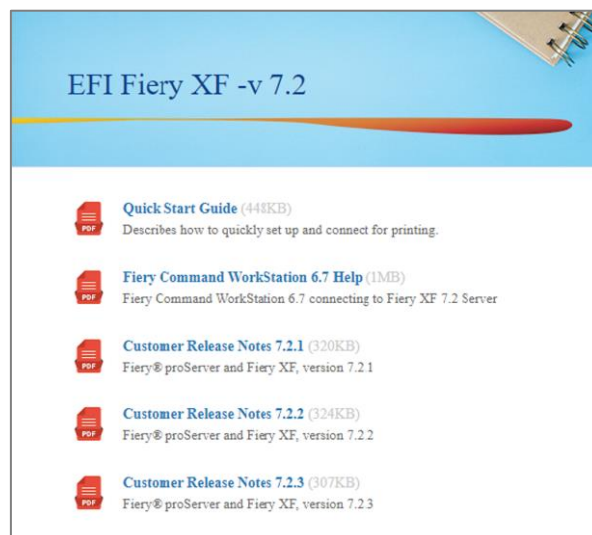 EFI Fiery XF -v 7.2
PDF
Quick Start Guide (448KB)
Describes how to quickly set up and connect for printing.
PDF
Fiery Command WorkStation 6.7 Help (1MB)
Fiery Command WorkStation 6.7 connecting to Fiery XF 7.2 Server
PDF
Customer Release Notes 7.2.1 (320KB)
Fiery® proServer and Fiery XF, version 7.2.1
PDF
Customer Release Notes 7.2.2 (324KB)
Fiery® proServer and Fiery XF, version 7.2.2
PDF
Customer Release Notes 7.2.3 (307KB)
Fiery® proServer and Fiery XF, version 7.2.3